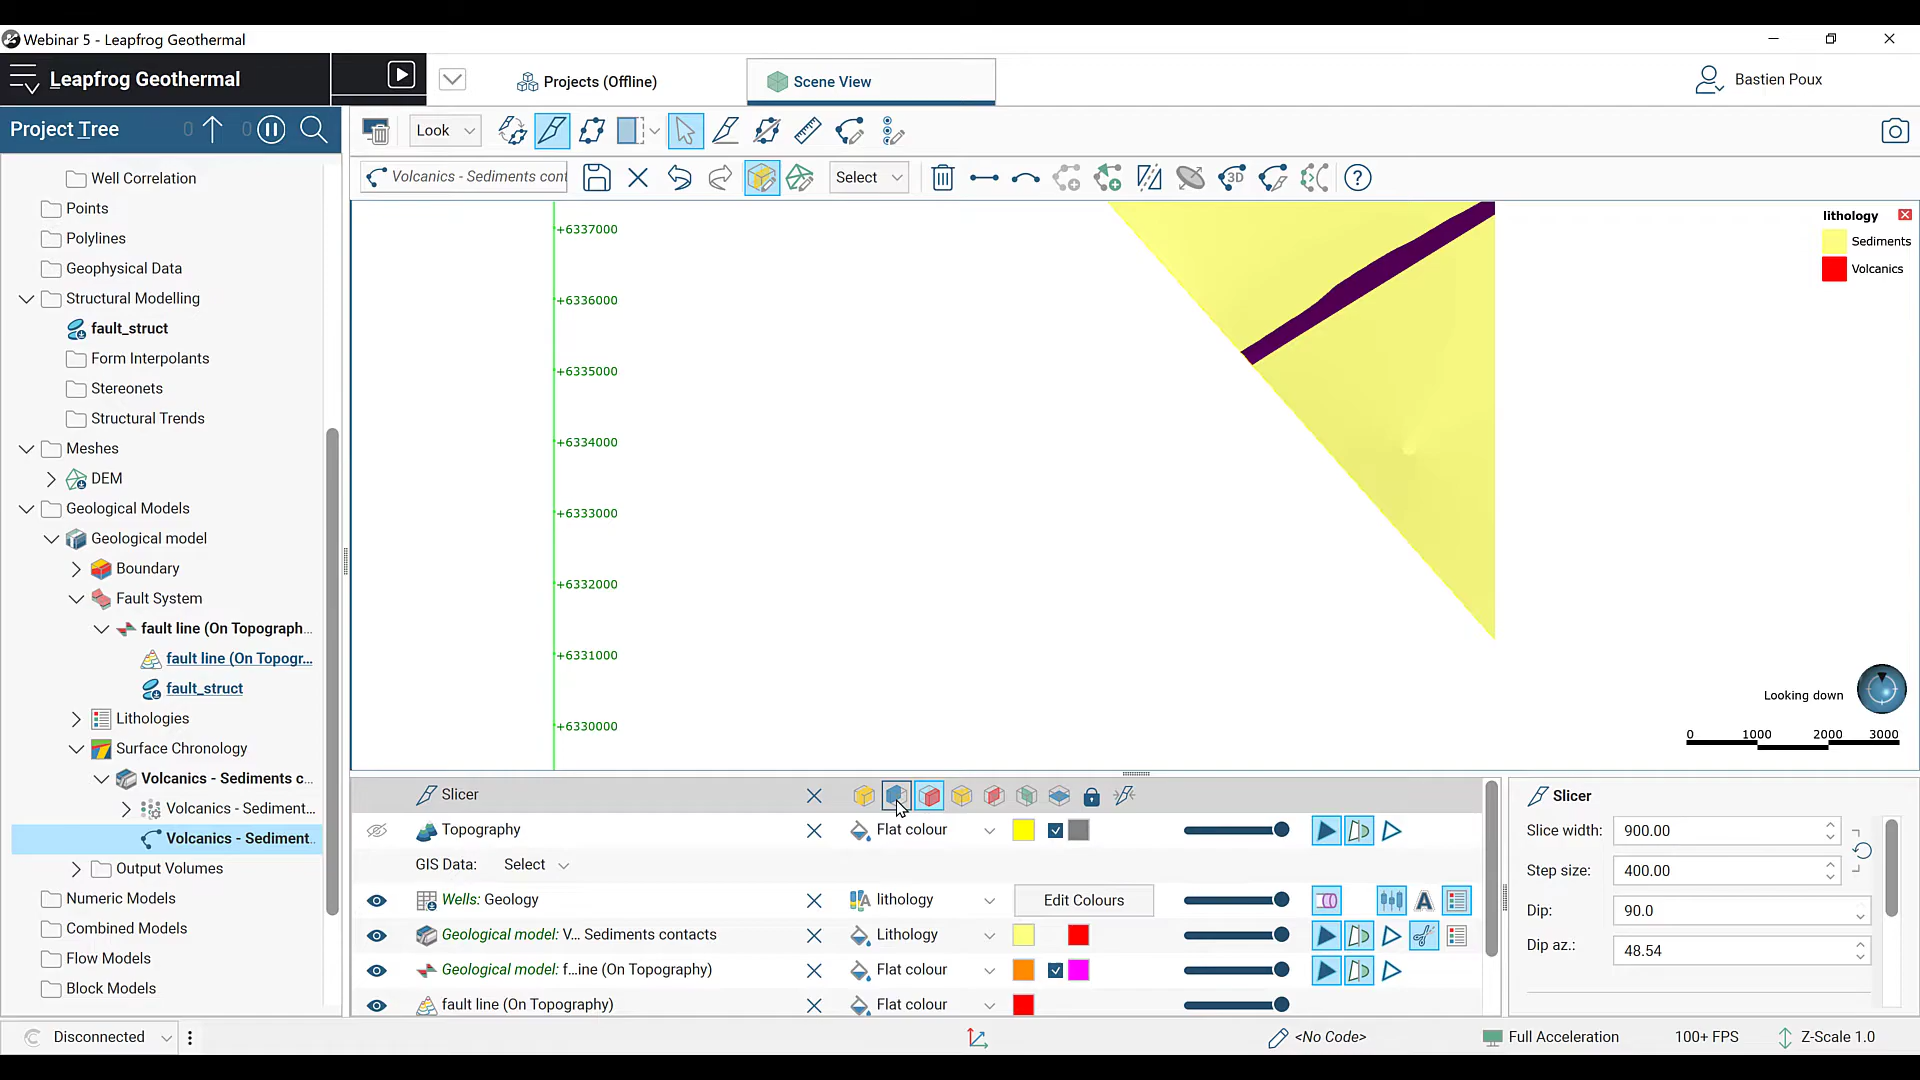 Webinar 5 - Leapfrog Geothermal
Leapfrog Geothermal
Projects (Offline)
Scene View
Bastien Poux
Project Tree
0
0
Look
Volcanics - Sediments cont
Select
Well Correlation
Points
Polylines
Geophysical Data
Structural Modelling
fault_struct
Form Interpolants
Stereonets
Structural Trends
Meshes
DEM
Geological Models
Geological model
Boundary
Fault System
fault line (On Topograph...
fault line (On Topogr...
fault_struct
Lithologies
Surface Chronology
Volcanics - Sediments c...
Volcanics - Sediment...
Volcanics - Sediment...
Output Volumes
Numeric Models
Combined Models
Flow Models
Block Models
+6337000
+6336000
+6335000
+6334000
+6333000
+6332000
+6331000
+6330000
lithology
Sediments
Volcanics
Looking down
0 1000 2000 3000
Slicer
Topography
Flat colour
GIS Data: Select
Wells: Geology
lithology
Edit Colours
A
Geological model: V... Sediments contacts
Lithology
Geological model: f...ine (On Topography)
Flat colour
fault line (On Topography)
Flat colour
Slicer
Slice width: 900.00
Step size: 400.00
Dip: 90.0
Dip az.: 48.54
Disconnected
<No Code>
Full Acceleration
100+ FPS
Z-Scale 1.0